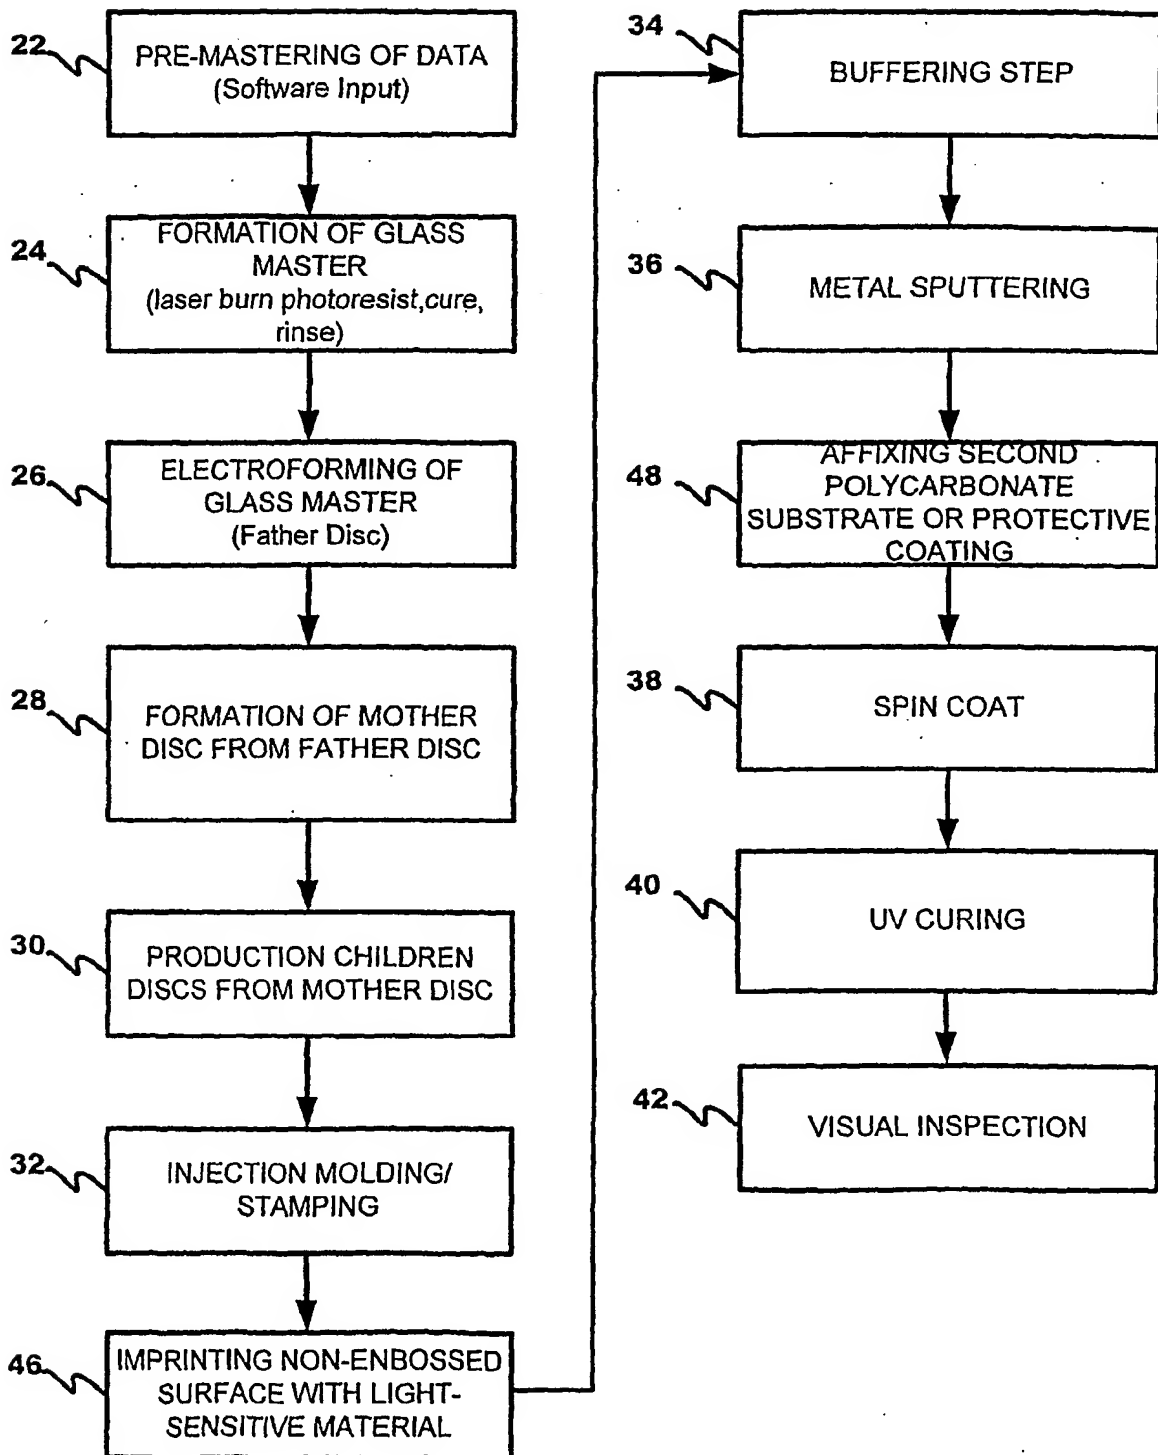 22
PRE-MASTERING OF DATA
(Software Input)
24
FORMATION OF GLASS
MASTER
(laser burn photoresist,cure,
rinse)
26
ELECTROFORMING OF
GLASS MASTER
(Father Disc)
28
FORMATION OF MOTHER
DISC FROM FATHER DISC
30
PRODUCTION CHILDREN
DISCS FROM MOTHER DISC
32
INJECTION MOLDING/
STAMPING
46
IMPRINTING NON-ENBOSSED
SURFACE WITH LIGHT-
SENSITIVE MATERIAL
34
BUFFERING STEP
36
METAL SPUTTERING
48
AFFIXING SECOND
POLYCARBONATE
SUBSTRATE OR PROTECTIVE
COATING
38
SPIN COAT
40
UV CURING
42
VISUAL INSPECTION